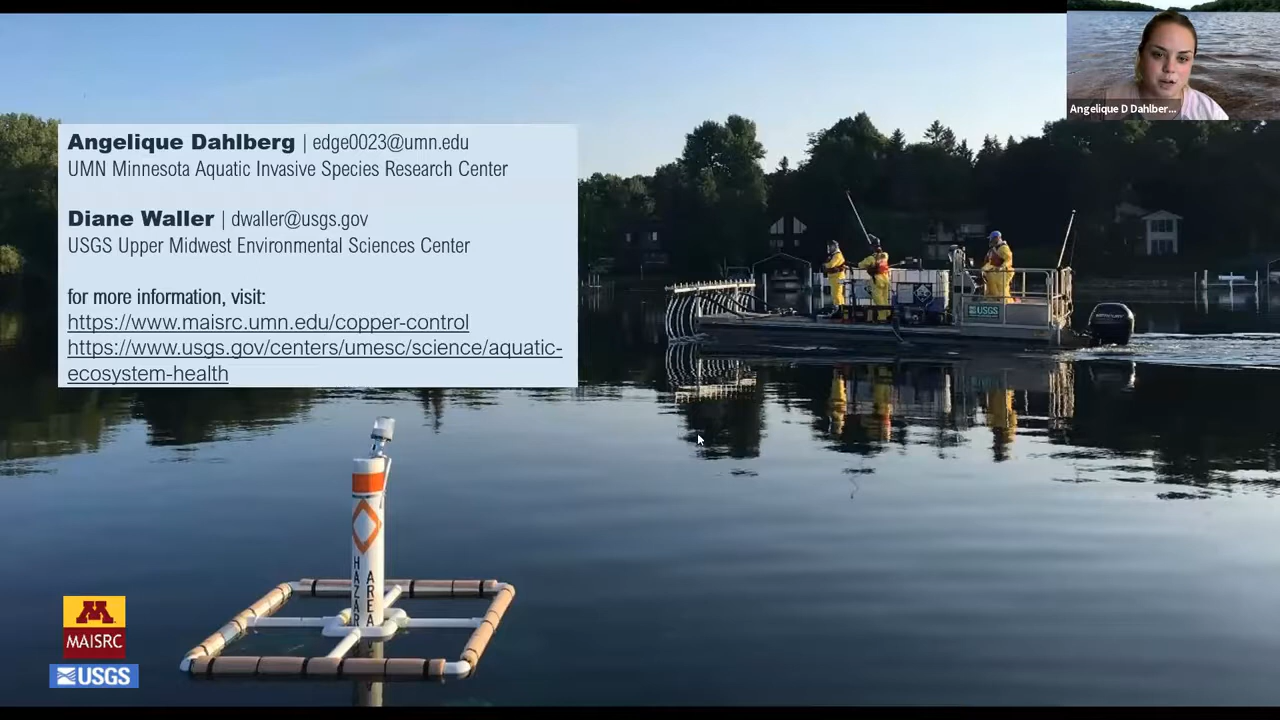 Angelique D Dahlber...
Angelique Dahlberg | edge0023@umn.edu
UMN Minnesota Aquatic Invasive Species Research Center
Diane Waller | dwaller@usgs.gov
USGS Upper Midwest Environmental Sciences Center
for more information, visit:
https://www.maisrc.umn.edu/copper-control
https://www.usgs.gov/centers/umesc/science/aquatic-
ecosystem-health
USGS
HAZAR
AREA
M
MAISRC
USGS